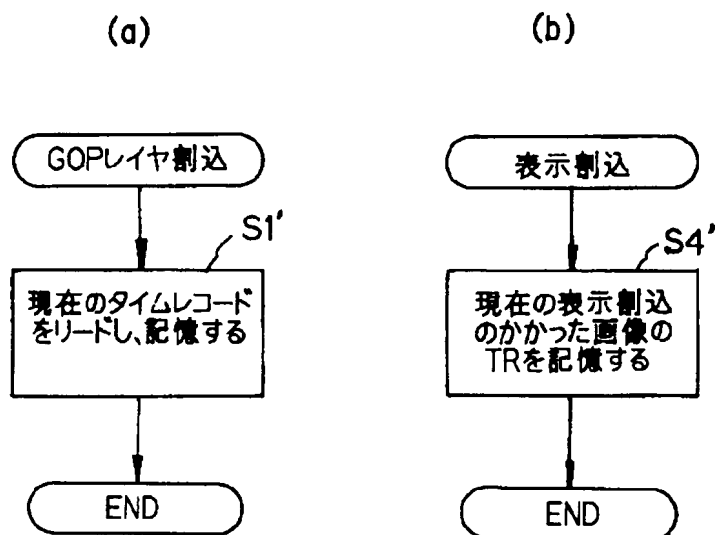 (a)
GOPレイヤ割込
S1'
現在のタイムレコード
をリードし、記憶する
END
(b)
表示割込
S4'
現在の表示割込
のかかった画像の
TRを記憶する
END